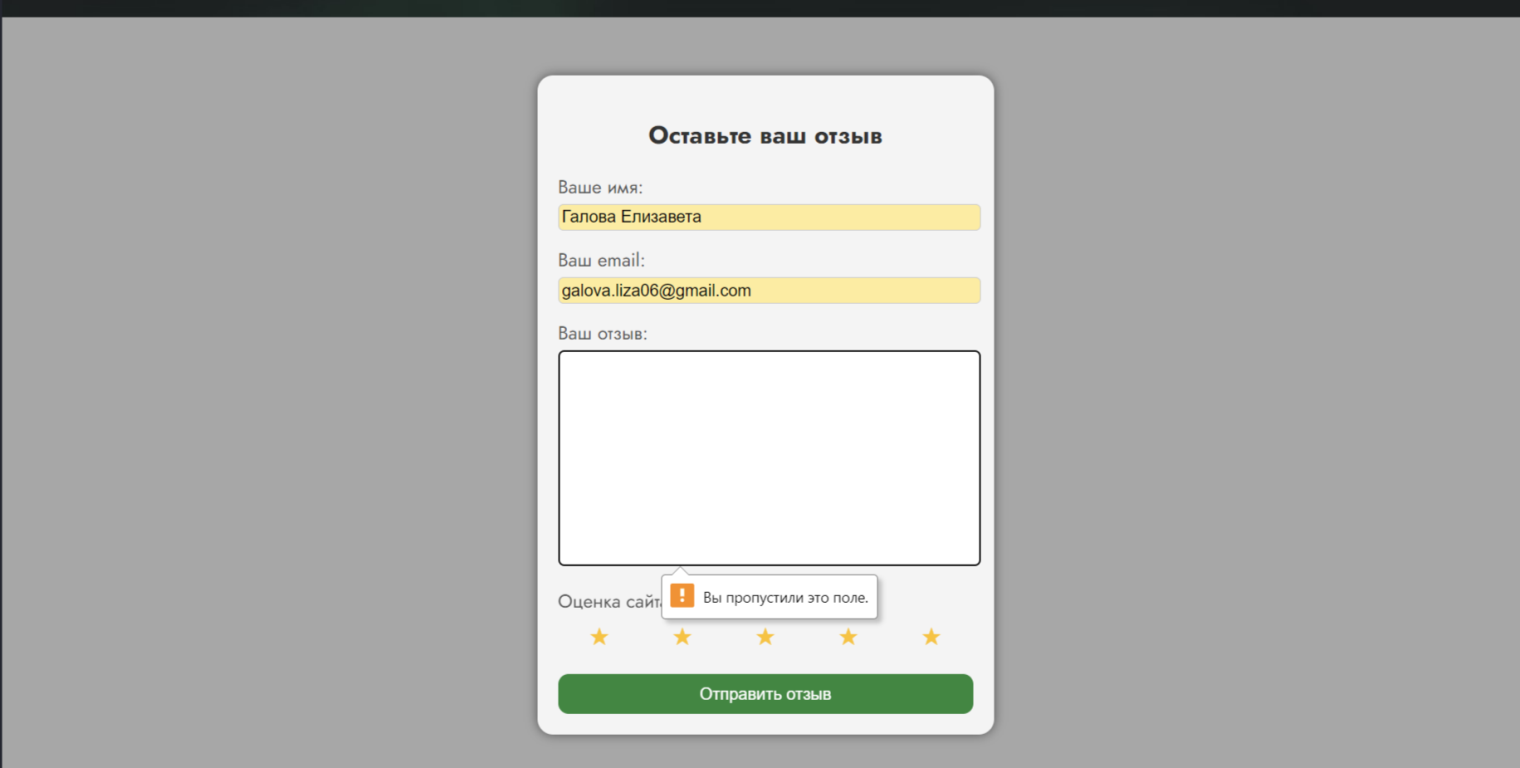 Оставьте ваш отзыв
Ваше имя:
Галова Елизавета
Ваш email:
galova.liza06@gmail.com
Ваш отзыв:
Оценка сайта
Вы пропустили это поле.
Отправить отзыв